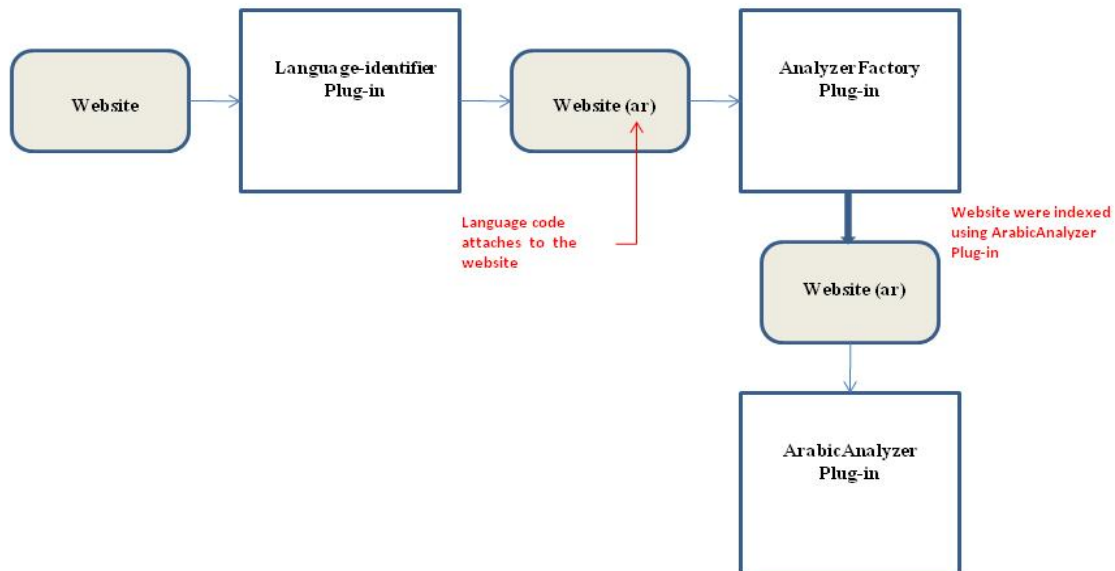 Website
Language-identifier
Plug-in
Website (ar)
AnalyzerFactory
Plug-in
Language code
attaches to the
website
Website were indexed
using ArabicAnalyzer
Plug-in
Website (ar)
ArabicAnalyzer
Plug-in